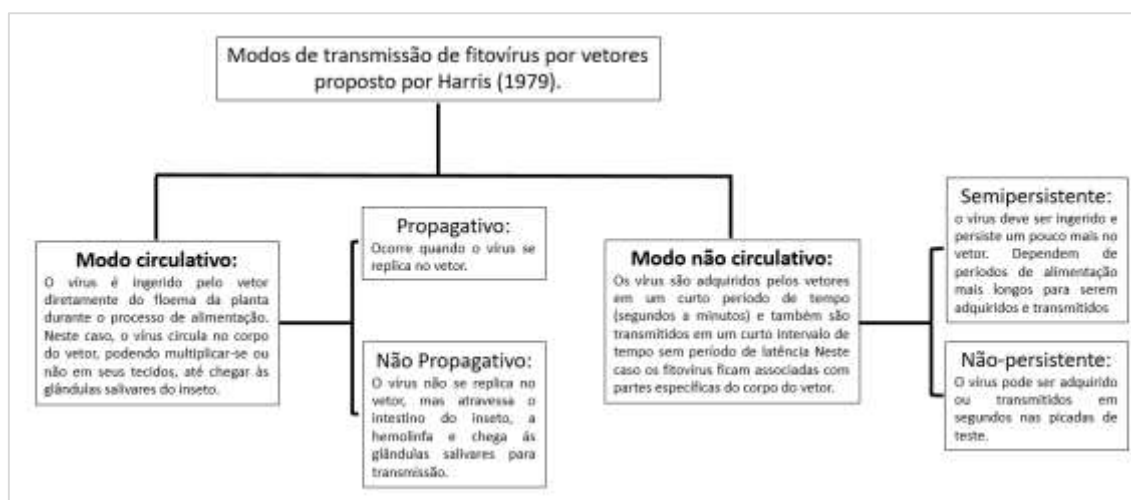 Modos de transmissão de fitovírus por vetores
proposto por Harris (1979).
Modo circulativo:
O vírus é ingerido pelo vetor
diretamente do floema da planta
durante o processo de alimentação.
Neste caso, o vírus circula no corpo
do vetor, podendo multiplicar-se ou
não em seus tecidos, até chegar às
glândulas salivares do inseto.
Propagativo:
Ocorre quando o vírus se
replica no vetor.
Não Propagativo:
O vírus não se replica no
vetor, mas atravessa o
intestino do inseto, a
hemolinfa e chega ás
glândulas salivares para
transmissão.
Modo não circulativo:
Os vírus são adquiridos pelos vetores
em um curto período de tempo
(segundos a minutos) e também são
transmitidos em um curto intervalo de
tempo sem período de latência Neste
caso os fitovírus ficam associadas com
partes específicas do corpo do vetor.
Semipersistente:
o vírus deve ser ingerido e
persiste um pouco mais no
vetor. Dependem de
períodos de alimentação
mais longos para serem
adquiridos e transmitidos
Não-persistente:
O vírus pode ser adquirido
ou transmitidos em
segundos nas picadas de
teste.